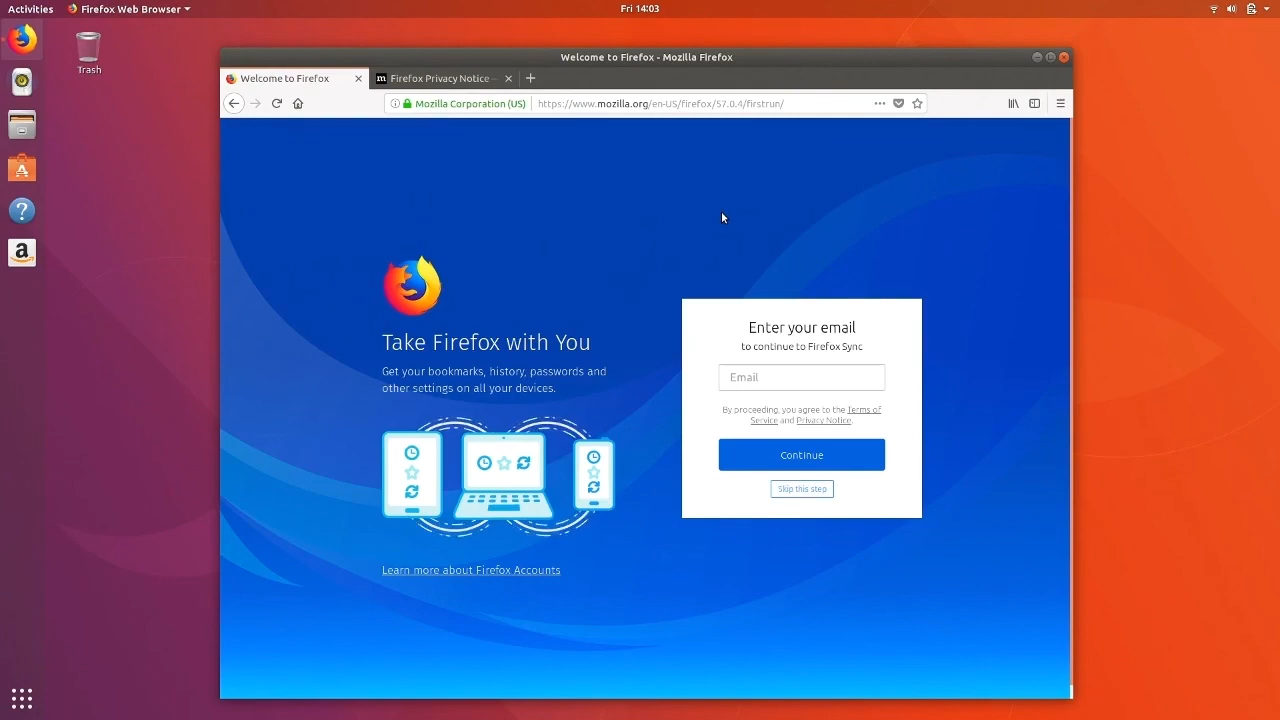 Activities
Firefox Web Browser
Fri 14:03
Trash
Welcome to Firefox - Mozilla Firefox
Welcome to Firefox
m
Firefox Privacy Notice —
Mozilla Corporation (US)
https://www.mozilla.org/en-US/firefox/57.0.4/firstrun/
Take Firefox with You
Get your bookmarks, history, passwords and
other settings on all your devices.
Learn more about Firefox Accounts
Enter your email
to continue to Firefox Sync
Email
By proceeding, you agree to the Terms of
Service and Privacy Notice.
Continue
Skip this step
a